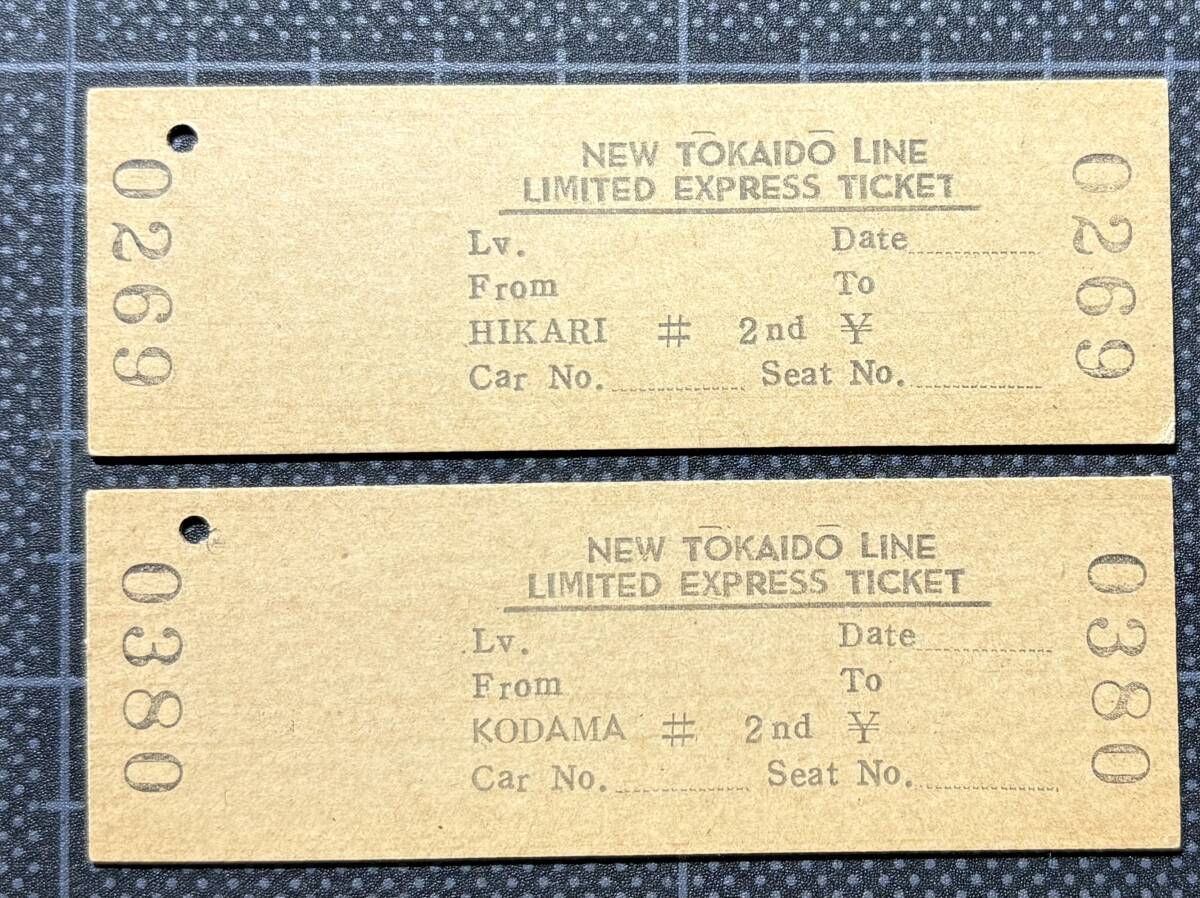 0269
NEW TŌKAIDŌ LINE
LIMITED EXPRESS TICKET
Lv. Date
From To
HIKARI # 2nd ¥
Car No. Seat No.
0269
0380
NEW TŌKAIDŌ LINE
LIMITED EXPRESS TICKET
Lv. Date
From To
KODAMA # 2nd ¥
Car No. Seat No.
0380